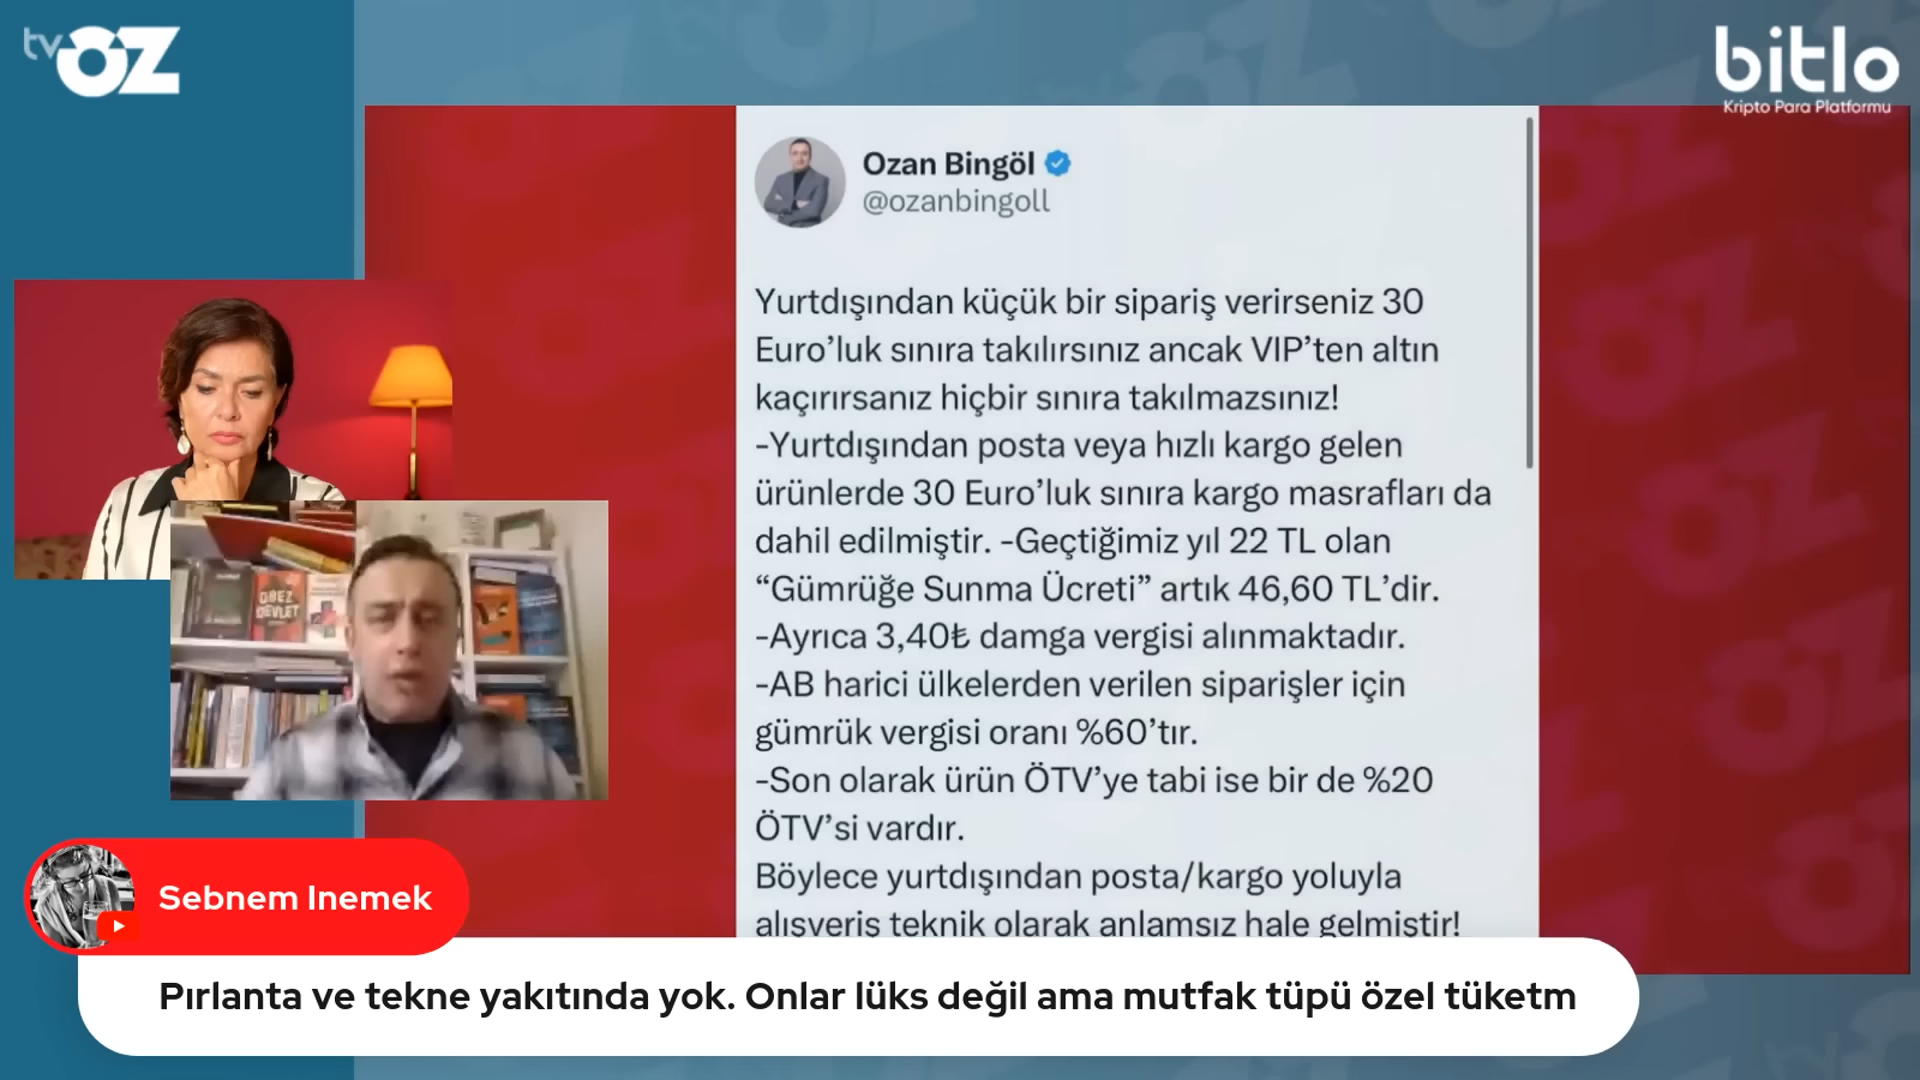 tv ÖZ
bitlo
Kripto Para Platformu
Ozan Bingöl
@ozanbingoll
Yurtdışından küçük bir sipariş verirseniz 30
Euro’luk sınıra takılırsınız ancak VIP’ten altın
kaçırırsanız hiçbir sınıra takılmazsınız!
-Yurtdışından posta veya hızlı kargo gelen
ürünlerde 30 Euro’luk sınıra kargo masrafları da
dahil edilmiştir. -Geçtiğimiz yıl 22 TL olan
“Gümrüğe Sunma Ücreti” artık 46,60 TL’dir.
-Ayrıca 3,40₺ damga vergisi alınmaktadır.
-AB harici ülkelerden verilen siparişler için
gümrük vergisi oranı %60’tır.
-Son olarak ürün ÖTV’ye tabi ise bir de %20
ÖTV’si vardır.
Böylece yurtdışından posta/kargo yoluyla
alışveriş teknik olarak anlamsız hale gelmiştir!
OBEZ
DEVLET
Sebnem Inemek
Pırlanta ve tekne yakıtında yok. Onlar lüks değil ama mutfak tüpü özel tüketm